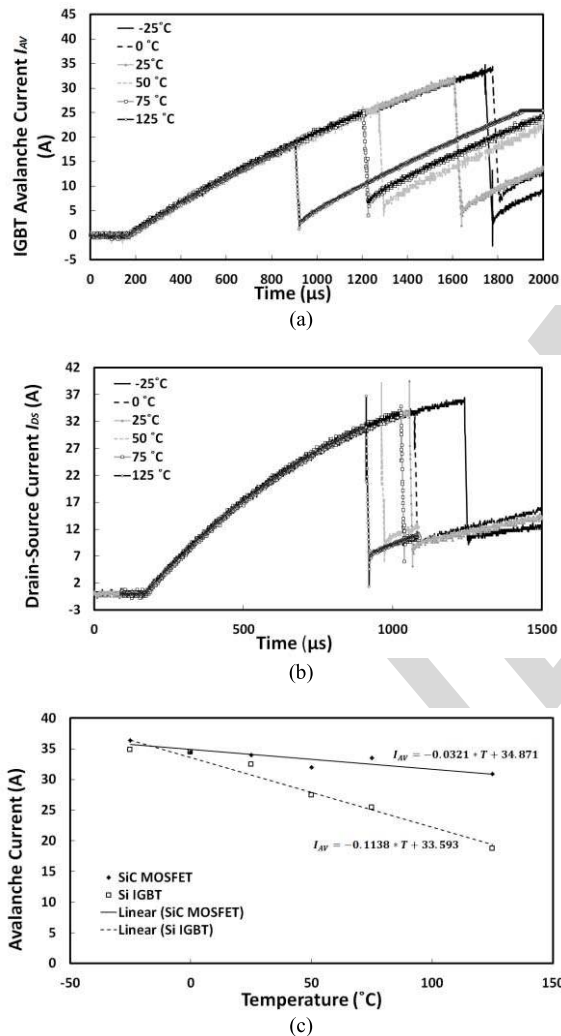 IGBT Avalanche Current I_AV (A)
45
40
35
30
25
20
15
10
5
0
-5
-25˚C
0 ˚C
25˚C
50 ˚C
75 ˚C
125 ˚C
0 200 400 600 800 1000 1200 1400 1600 1800 2000
Time (µs)
(a)
Drain-Source Current I_DS (A)
42
37
32
27
22
17
12
7
2
-3
-25˚C
0 ˚C
25˚C
50 ˚C
75 ˚C
125 ˚C
0 500 1000 1500
Time (µs)
(b)
Avalanche Current (A)
40
35
30
25
20
15
10
5
0
I_AV = −0.0321 * T + 34.871
I_AV = −0.1138 * T + 33.593
SiC MOSFET
Si IGBT
Linear (SiC MOSFET)
Linear (Si IGBT)
-50 0 50 100 150
Temperature (˚C)
(c)